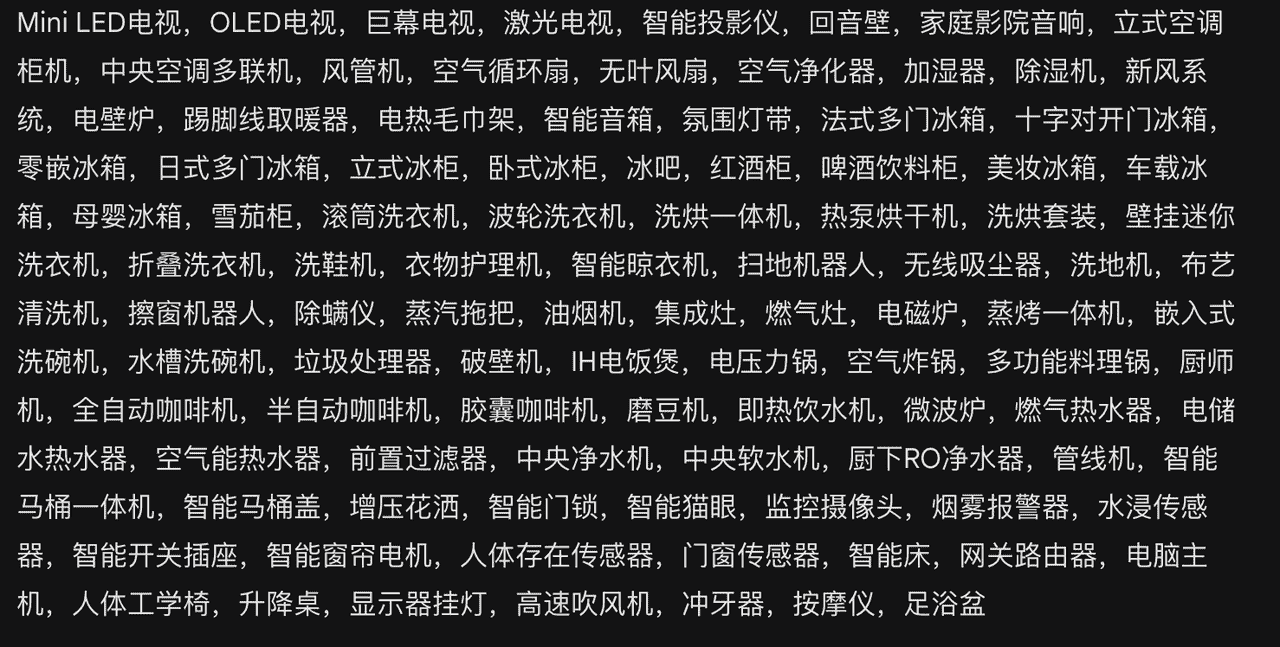 Mini LED电视，OLED电视，巨幕电视，激光电视，智能投影仪，回音壁，家庭影院音响，立式空调
柜机，中央空调多联机，风管机，空气循环扇，无叶风扇，空气净化器，加湿器，除湿机，新风系
统，电壁炉，踢脚线取暖器，电热毛巾架，智能音箱，氛围灯带，法式多门冰箱，十字对开门冰箱，
零嵌冰箱，日式多门冰箱，立式冰柜，卧式冰柜，冰吧，红酒柜，啤酒饮料柜，美妆冰箱，车载冰
箱，母婴冰箱，雪茄柜，滚筒洗衣机，波轮洗衣机，洗烘一体机，热泵烘干机，洗烘套装，壁挂迷你
洗衣机，折叠洗衣机，洗鞋机，衣物护理机，智能晾衣机，扫地机器人，无线吸尘器，洗地机，布艺
清洗机，擦窗机器人，除螨仪，蒸汽拖把，油烟机，集成灶，燃气灶，电磁炉，蒸烤一体机，嵌入式
洗碗机，水槽洗碗机，垃圾处理器，破壁机，IH电饭煲，电压力锅，空气炸锅，多功能料理锅，厨师
机，全自动咖啡机，半自动咖啡机，胶囊咖啡机，磨豆机，即热饮水机，微波炉，燃气热水器，电储
水热水器，空气能热水器，前置过滤器，中央净水机，中央软水机，厨下RO净水器，管线机，智能
马桶一体机，智能马桶盖，增压花洒，智能门锁，智能猫眼，监控摄像头，烟雾报警器，水浸传感
器，智能开关插座，智能窗帘电机，人体存在传感器，门窗传感器，智能床，网关路由器，电脑主
机，人体工学椅，升降桌，显示器挂灯，高速吹风机，冲牙器，按摩仪，足浴盆